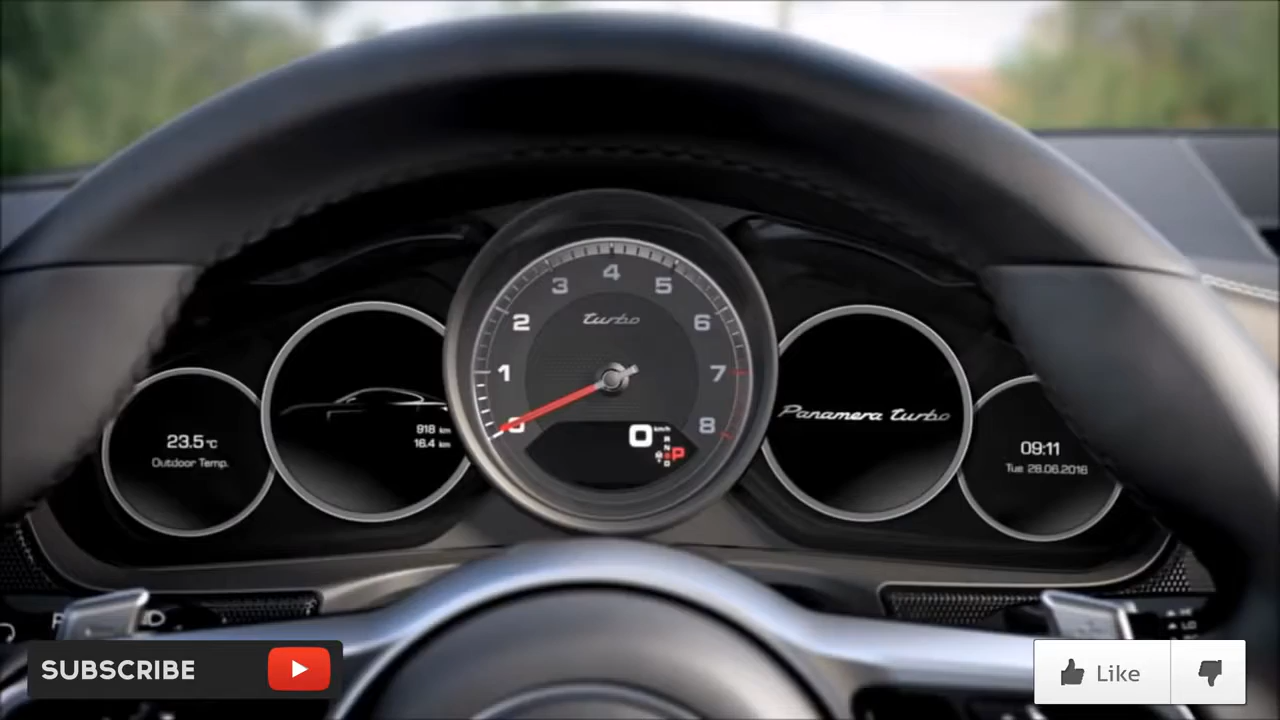 4
3
5
turbo
2
6
1
7
Panamera turbo
8
918 km
0 km/h
23.5°C
16.4 km
P
09:11
Outdoor Temp.
Tue 28.06.2016
SUBSCRIBE
Like